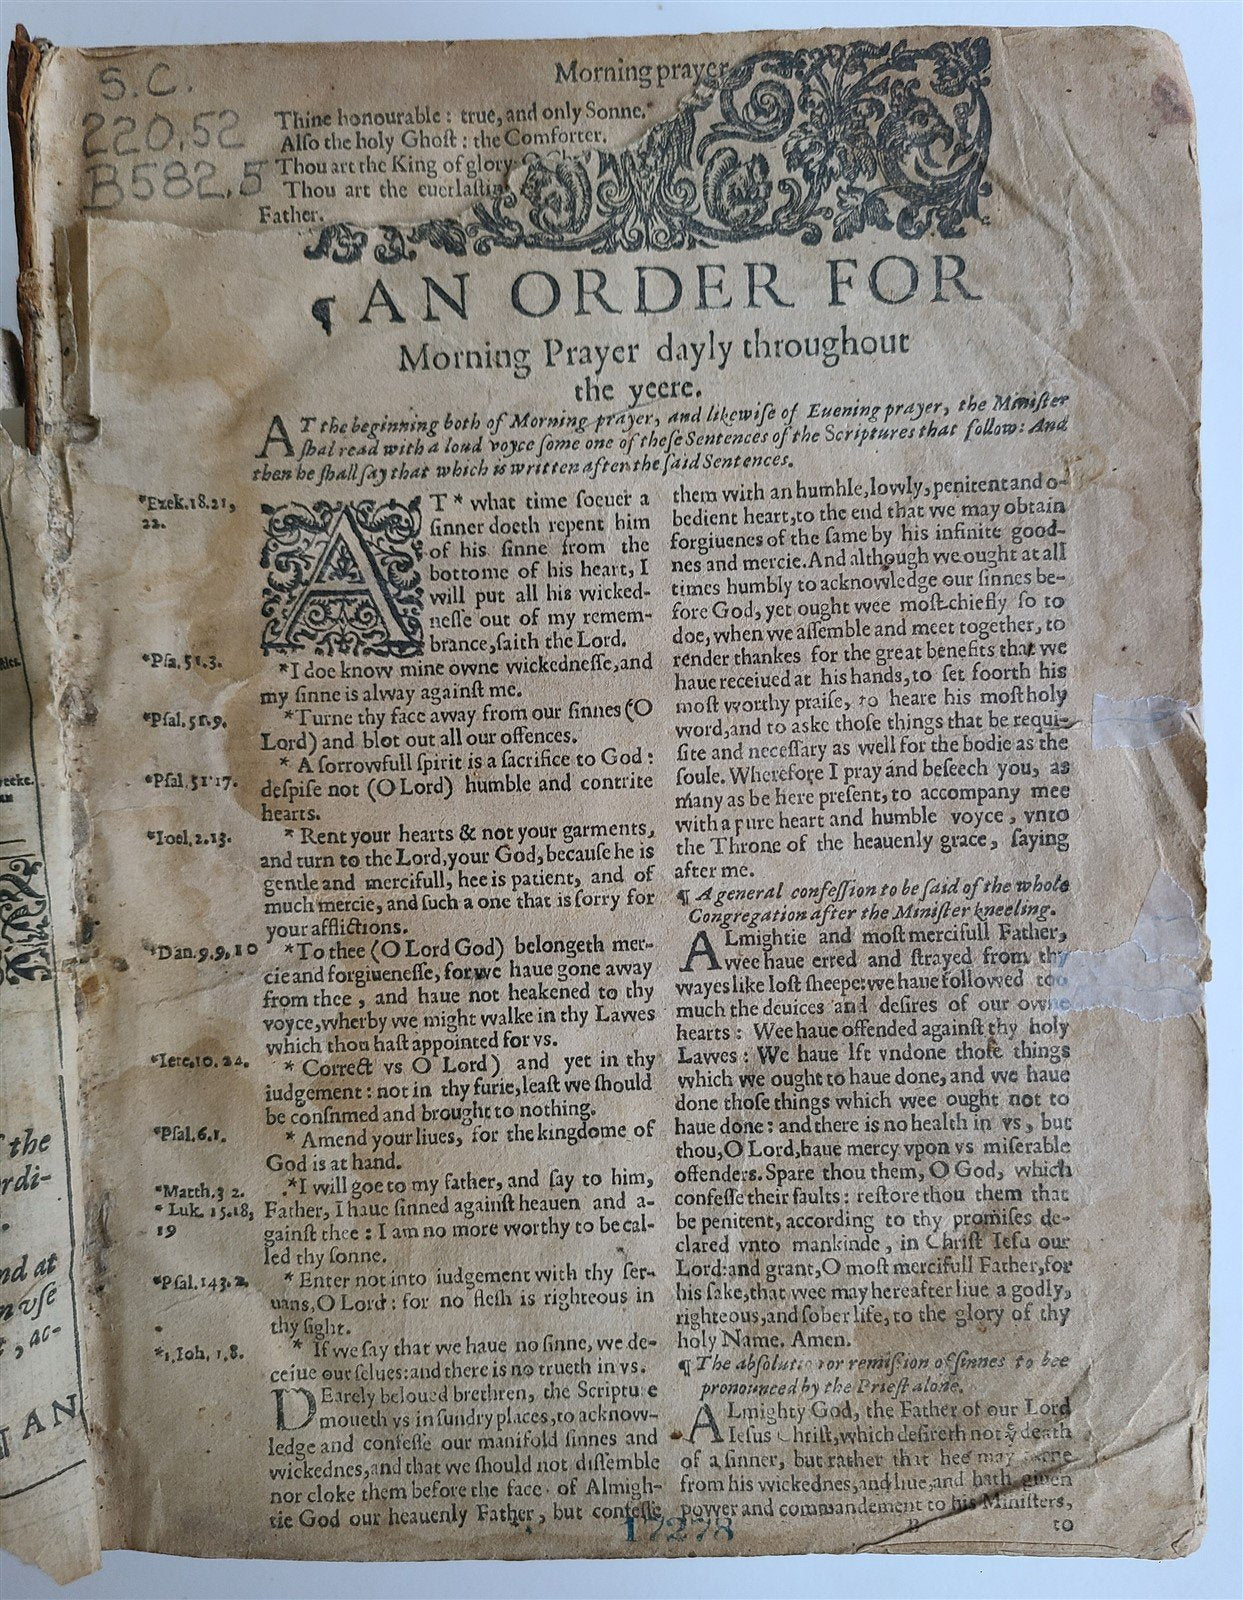 S.C.
220.52
B582.5
Morning prayer
Thine honourable : true, and only Sonne.
Alſo the holy Ghoſt : the Comforter.
Thou art the King of glory
Thou art the euerlaſting
Father.
¶ AN ORDER FOR
Morning Prayer dayly throughout
the yeere.
AT the beginning both of Morning prayer, and likewiſe of Euening prayer, the Miniſter
ſhal read with a loud voyce ſome one of theſe Sentences of the Scriptures that follow: And
then he ſhall ſay that which is written after the ſaid Sentences.
*Ezek.18.21,
22.
AT * what time ſoeuer a
ſinner doeth repent him
of his ſinne from the
bottome of his heart, I
will put all his wicked-
neſſe out of my remem-
brance, ſaith the Lord.
*Pſa.51.3.
*I doe know mine owne wickedneſſe, and
my ſinne is alway againſt me.
*Pſal.51.9.
*Turne thy face away from our ſinnes (O
Lord) and blot out all our offences.
*Pſal.51 17.
* A ſorrowfull ſpirit is a ſacrifice to God :
deſpiſe not (O Lord) humble and contrite
hearts.
*Ioel.2.13.
* Rent your hearts & not your garments,
and turn to the Lord, your God, becauſe he is
gentle and mercifull, hee is patient, and of
much mercie, and ſuch a one that is ſorry for
your afflictions.
*Dan.9.9,10
*To thee (O Lord God) belongeth mer-
cie and forgiueneſſe, for we haue gone away
from thee , and haue not heakened to thy
voyce, wherby we might walke in thy Lawes
which thou haſt appointed for vs.
*Iere.10. 24.
* Correct vs O Lord) and yet in thy
iudgement : not in thy furie, leaſt we ſhould
be conſnmed and brought to nothing.
*Pſal.6.1.
* Amend your liues, for the kingdome of
God is at hand.
*Matth.3 2.
* Luk. 15.18,
19
*I will goe to my father, and ſay to him,
Father, I haue ſinned againſt heauen and a-
gainſt thee : I am no more worthy to be cal-
led thy ſonne.
*Pſal.143.2.
* Enter not into iudgement with thy ſer-
uans, O Lord : for no fleſh is righteous in
thy ſight.
*1.Ioh. 1.8.
* If we ſay that we haue no ſinne, we de-
ceiue our ſelues: and there is no trueth in vs.
DEarely beloued brethren, the Scripture
moueth vs in ſundry places, to acknow-
ledge and confeſſe our manifold ſinnes and
wickednes, and that we ſhould not diſſemble
nor cloke them before the face of Almigh-
tie God our heauenly Father, but confeſſe
them with an humhle, lowly, penitent and o-
bedient heart, to the end that we may obtain
forgiuenes of the ſame by his infinite good-
nes and mercie. And although we ought at all
times humbly to acknowledge our ſinnes be-
fore God, yet ought wee moſt chiefly ſo to
doe, when we aſſemble and meet together, to
render thankes for the great benefits that we
haue receiued at his hands, to ſet foorth his
moſt worthy praiſe, to heare his moſt holy
word, and to aske thoſe things that be requi-
ſite and neceſſary as well for the bodie as the
ſoule. Wherefore I pray and beſeech you, as
many as be here preſent, to accompany mee
with a pure heart and humble voyce , vnto
the Throne of the heauenly grace , ſaying
after me.
¶ A general confeſſion to be ſaid of the whole
Congregation after the Miniſter kneeling.
ALmightie and moſt mercifull Father,
wee haue erred and ſtrayed from thy
wayes like loſt ſheepe: we haue followed too
much the deuices and deſires of our owne
hearts : Wee haue offended againſt thy holy
Lawes : We haue lft vndone thoſe things
which we ought to haue done, and we haue
done thoſe things which wee ought not to
haue done : and there is no health in vs , but
thou, O Lord, haue mercy vpon vs miſerable
offenders. Spare thou them, O God, which
confeſſe their faults : reſtore thou them that
be penitent, according to thy promiſes de-
clared vnto mankinde , in Chriſt Ieſu our
Lord: and grant, O moſt mercifull Father, for
his ſake, that wee may hereafter liue a godly,
righteous, and ſober life, to the glory of thy
holy Name. Amen.
¶ The abſolutio or remiſſion of ſinnes to bee
pronounced by the Prieſt alone.
ALmighty God, the Father of our Lord
Ieſus Chriſt, which deſireth not death
of a ſinner, but rather that hee may
from his wickednes, and liue, and hath given
power and commandement to his Miniſters,
17278
B
to
yeeke.
the
rdi-
nd at
n vſe
, ac-
AN